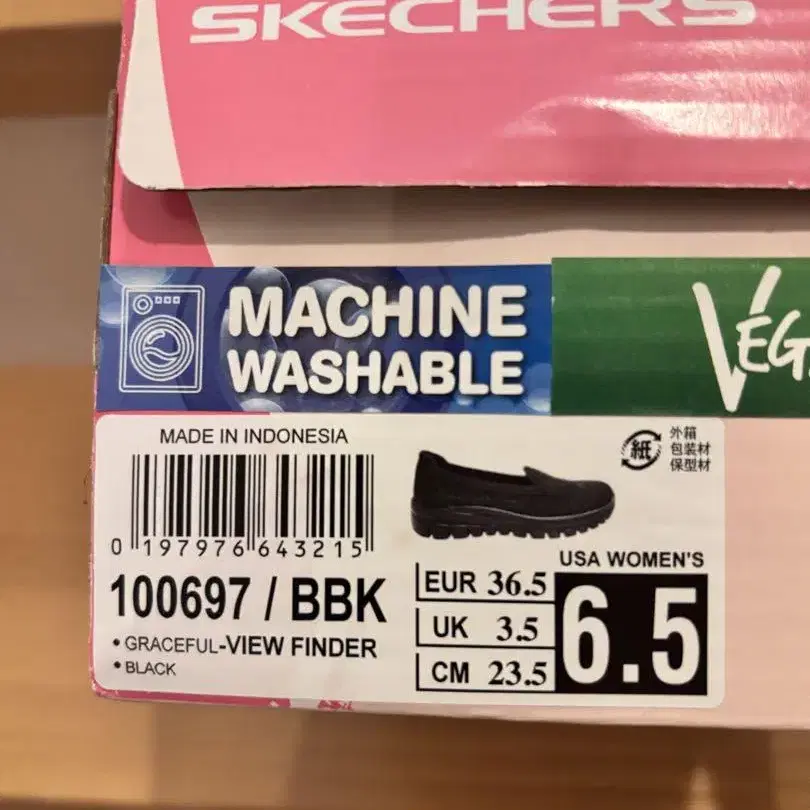 SKECHERS
MACHINE
WASHABLE
MADE IN INDONESIA
0 197976 643215
100697 / BBK
• GRACEFUL-VIEW FINDER
• BLACK
紙
外箱
包装材
保型材
USA WOMEN'S
EUR 36.5
UK 3.5
CM 23.5
6.5